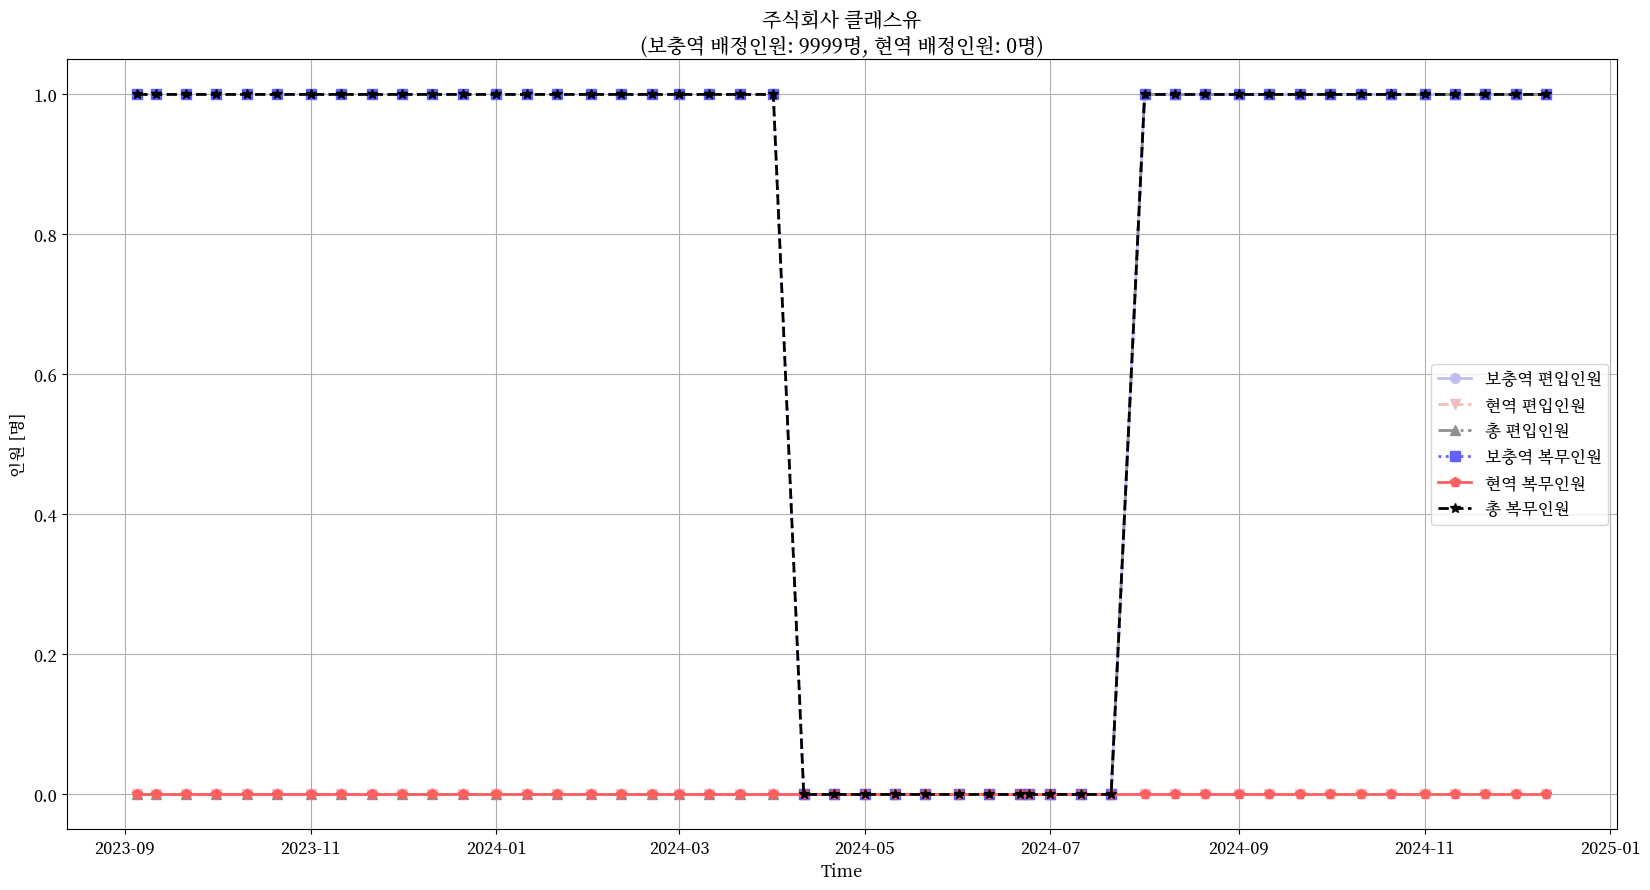 주식회사 클래스유
(보충역 배정인원: 9999명, 현역 배정인원: 0명)
1.0
0.8
0.6
0.4
0.2
0.0
인원 [명]
보충역 편입인원
현역 편입인원
총 편입인원
보충역 복무인원
현역 복무인원
총 복무인원
2023-09
2023-11
2024-01
2024-03
2024-05
2024-07
2024-09
2024-11
2025-01
Time